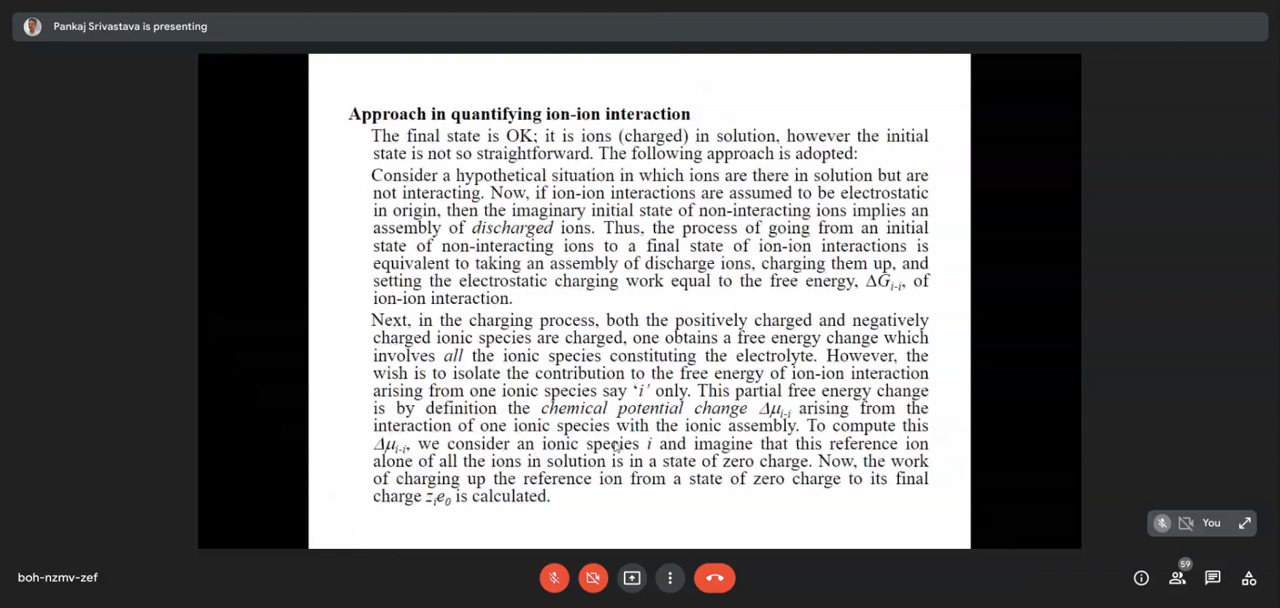 Pankaj Srivastava is presenting
Approach in quantifying ion-ion interaction
The final state is OK; it is ions (charged) in solution, however the initial
state is not so straightforward. The following approach is adopted:
Consider a hypothetical situation in which ions are there in solution but are
not interacting. Now, if ion-ion interactions are assumed to be electrostatic
in origin, then the imaginary initial state of non-interacting ions implies an
assembly of discharged ions. Thus, the process of going from an initial
state of non-interacting ions to a final state of ion-ion interactions is
equivalent to taking an assembly of discharge ions, charging them up, and
setting the electrostatic charging work equal to the free energy, ΔG_i-i, of
ion-ion interaction.
Next, in the charging process, both the positively charged and negatively
charged ionic species are charged, one obtains a free energy change which
involves all the ionic species constituting the electrolyte. However, the
wish is to isolate the contribution to the free energy of ion-ion interaction
arising from one ionic species say ‘i’ only. This partial free energy change
is by definition the chemical potential change Δμ_i-i arising from the
interaction of one ionic species with the ionic assembly. To compute this
Δμ_i-i, we consider an ionic species i and imagine that this reference ion
alone of all the ions in solution is in a state of zero charge. Now, the work
of charging up the reference ion from a state of zero charge to its final
charge z_ie_0 is calculated.
You
boh-nzmv-zef
59